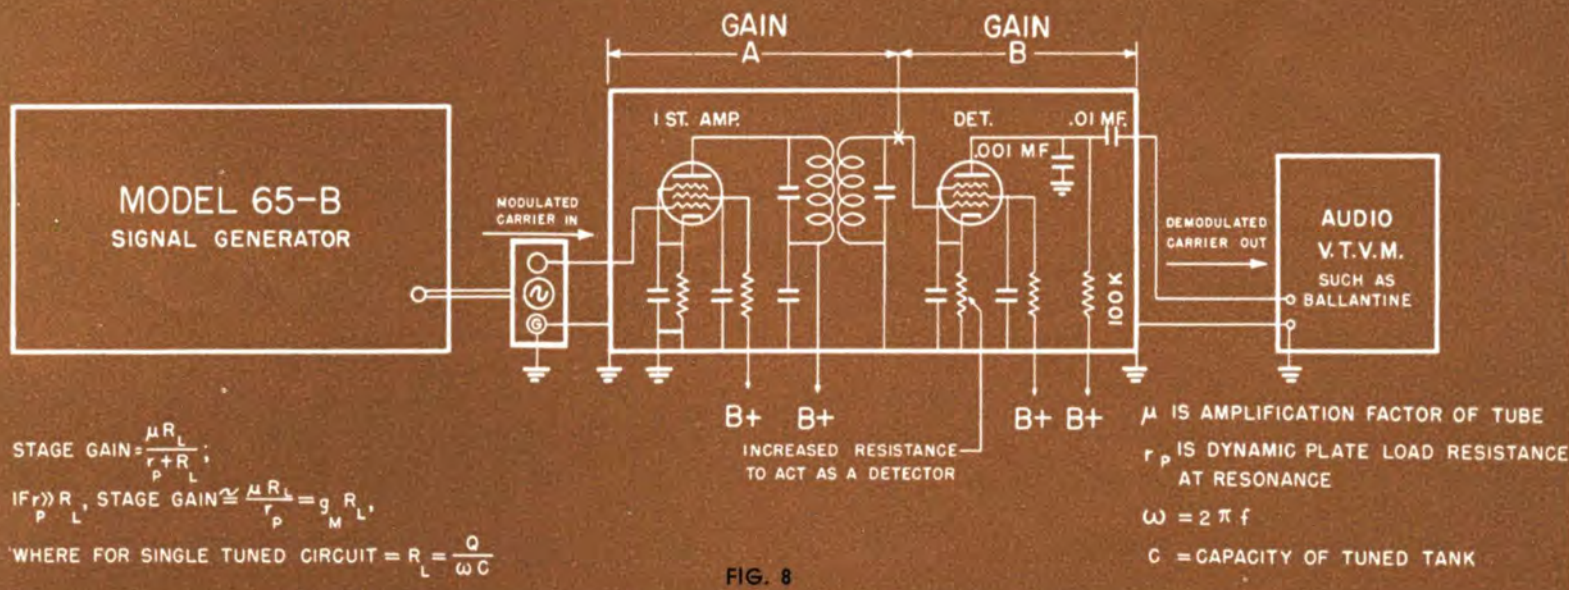 GAIN
A
GAIN
B
MODEL 65-B
SIGNAL GENERATOR
MODULATED
CARRIER IN
G
1 ST. AMP.
DET.
.01 MF.
.001 MF
100 K
DEMODULATED
CARRIER OUT
AUDIO
V.T.V.M.
SUCH AS
BALLANTINE
B+ B+
B+ B+
INCREASED RESISTANCE
TO ACT AS A DETECTOR
STAGE GAIN = μR_L / r_P + R_L ;
IF r_P >> R_L, STAGE GAIN ≅ μR_L / r_P = g_M R_L,
WHERE FOR SINGLE TUNED CIRCUIT = R_L = Q / ωC
μ IS AMPLIFICATION FACTOR OF TUBE
r_P IS DYNAMIC PLATE LOAD RESISTANCE
AT RESONANCE
ω = 2 π f
C = CAPACITY OF TUNED TANK
FIG. 8